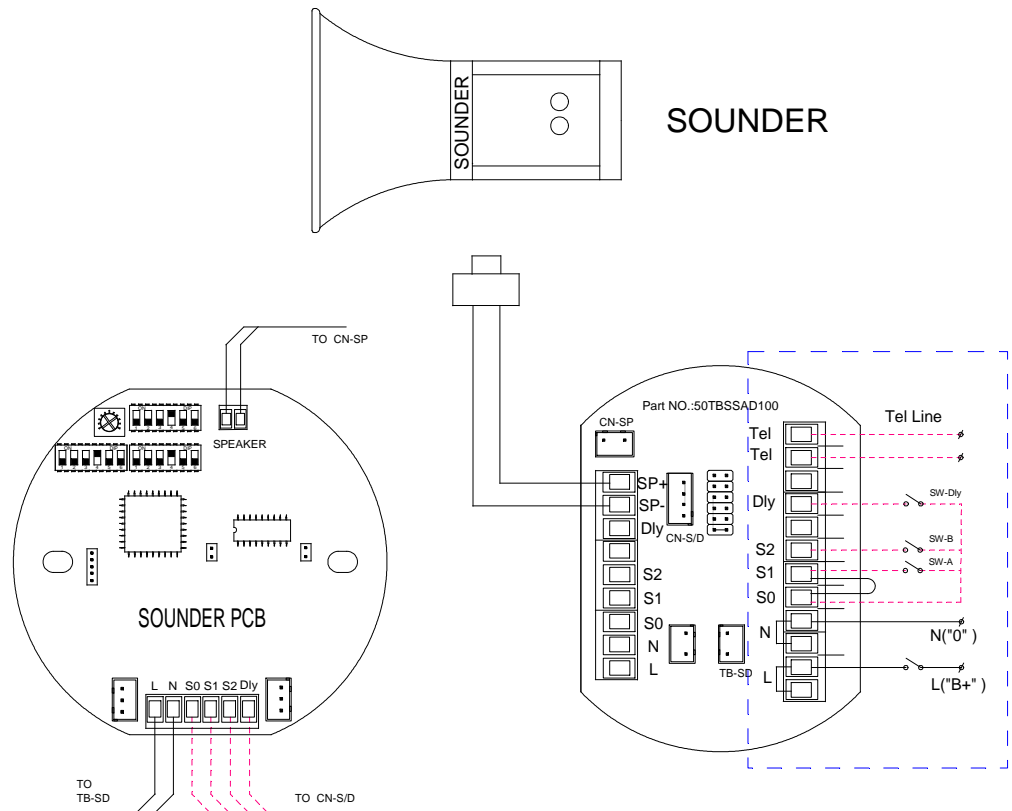 SOUNDER
SOUNDER
TO CN-SP
SPEAKER
SOUNDER PCB
L N S0 S1 S2 Dly
TO
TB-SD
TO CN-S/D
Part NO.:50TBSSAD100
CN-SP
SP+
SP-
Dly
S2
S1
S0
N
L
CN-S/D
TB-SD
Tel
Tel
Dly
S2
S1
S0
N
L
Tel Line
SW-Dly
SW-B
SW-A
N("0" )
L("B+" )